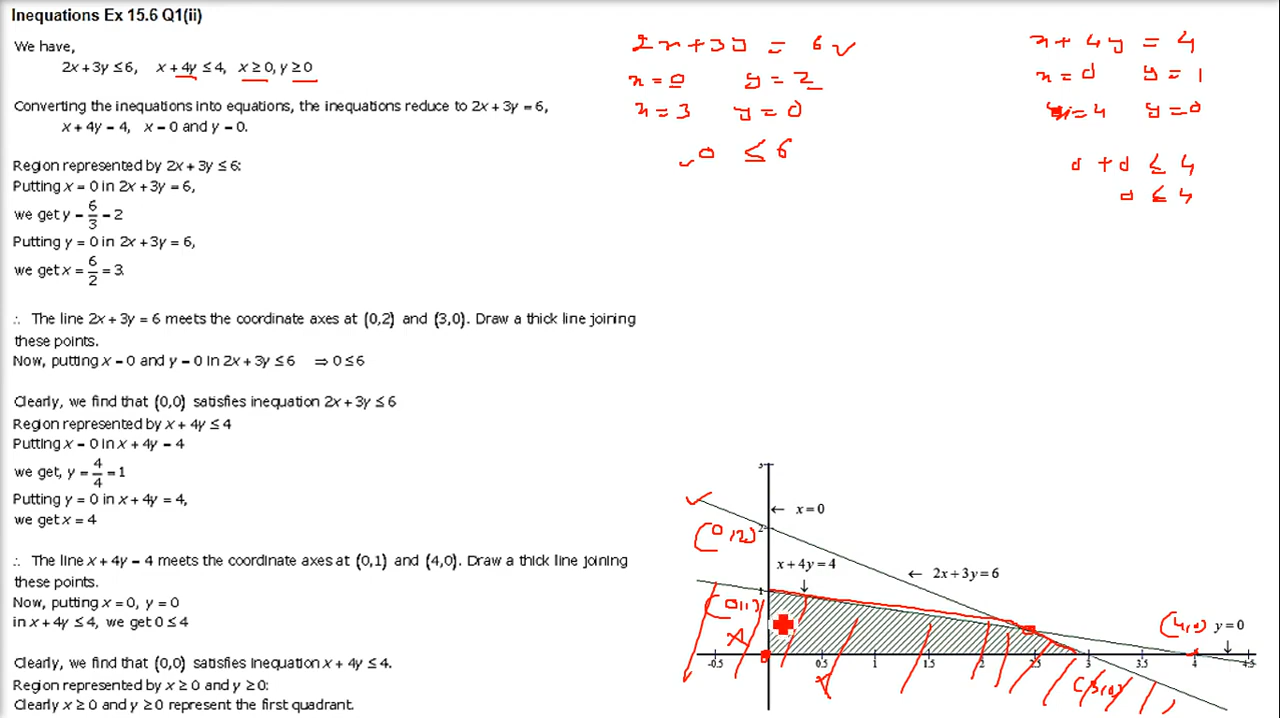 Inequations Ex 15.6 Q1(ii)
We have,
2x + 3y ≤ 6, x + 4y ≤ 4, x ≥ 0, y ≥ 0
Converting the inequations into equations, the inequations reduce to 2x + 3y = 6,
x + 4y = 4, x = 0 and y = 0.
Region represented by 2x + 3y ≤ 6:
Putting x = 0 in 2x + 3y = 6,
we get y = 6/3 = 2
Putting y = 0 in 2x + 3y = 6,
we get x = 6/2 = 3.
∴ The line 2x + 3y = 6 meets the coordinate axes at (0,2) and (3,0). Draw a thick line joining
these points.
Now, putting x = 0 and y = 0 in 2x + 3y ≤ 6 ⇒ 0 ≤ 6
Clearly, we find that (0,0) satisfies inequation 2x + 3y ≤ 6
Region represented by x + 4y ≤ 4
Putting x = 0 in x + 4y = 4
we get, y = 4/4 = 1
Putting y = 0 in x + 4y = 4,
we get x = 4
∴ The line x + 4y = 4 meets the coordinate axes at (0,1) and (4,0). Draw a thick line joining
these points.
Now, putting x = 0, y = 0
in x + 4y ≤ 4, we get 0 ≤ 4
Clearly, we find that (0,0) satisfies inequation x + 4y ≤ 4.
Region represented by x ≥ 0 and y ≥ 0:
Clearly x ≥ 0 and y ≥ 0 represent the first quadrant.
2x + 3y = 6 ✓
x = 0 y = 2
x = 3 y = 0
✓0 ≤ 6
x + 4y = 4
x = 0 y = 1
= 4 y = 0
0 + 0 ≤ 4
0 ≤ 4
3
← x = 0
2
(0,2)
x + 4y = 4
← 2x + 3y = 6
1
(0,1)
(4,0)
y = 0
-0.5 0.5 1 1.5 2 2.5 3 3.5 4 4.5
(3,0)